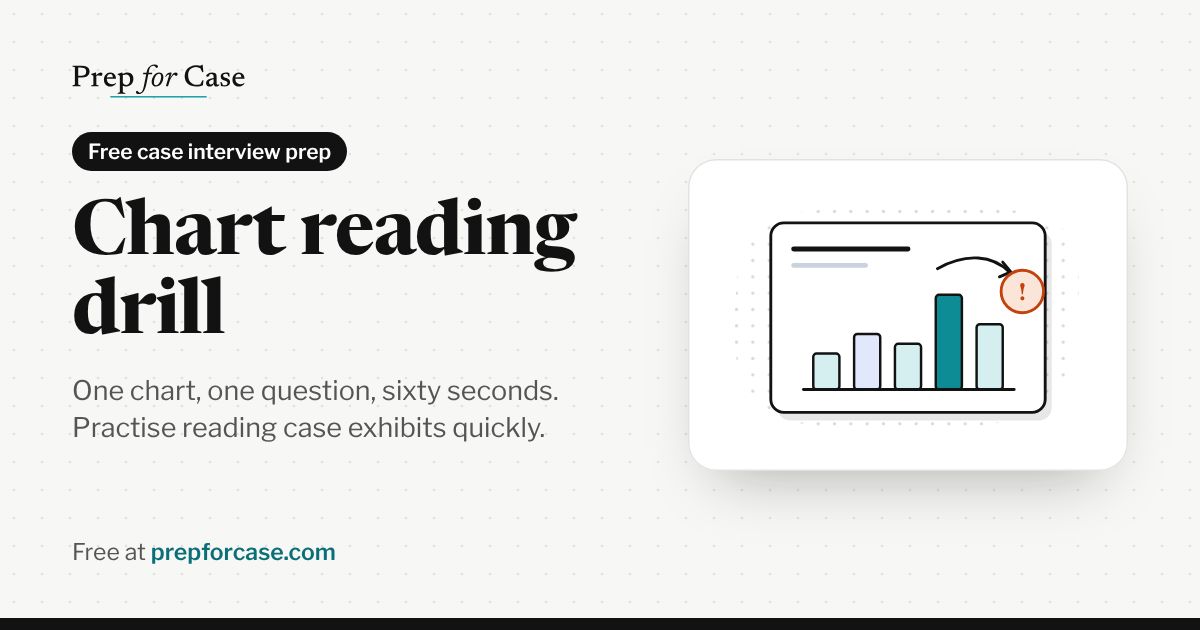 Prep for Case
Free case interview prep
Chart reading
drill
One chart, one question, sixty seconds.
Practise reading case exhibits quickly.
!
Free at prepforcase.com